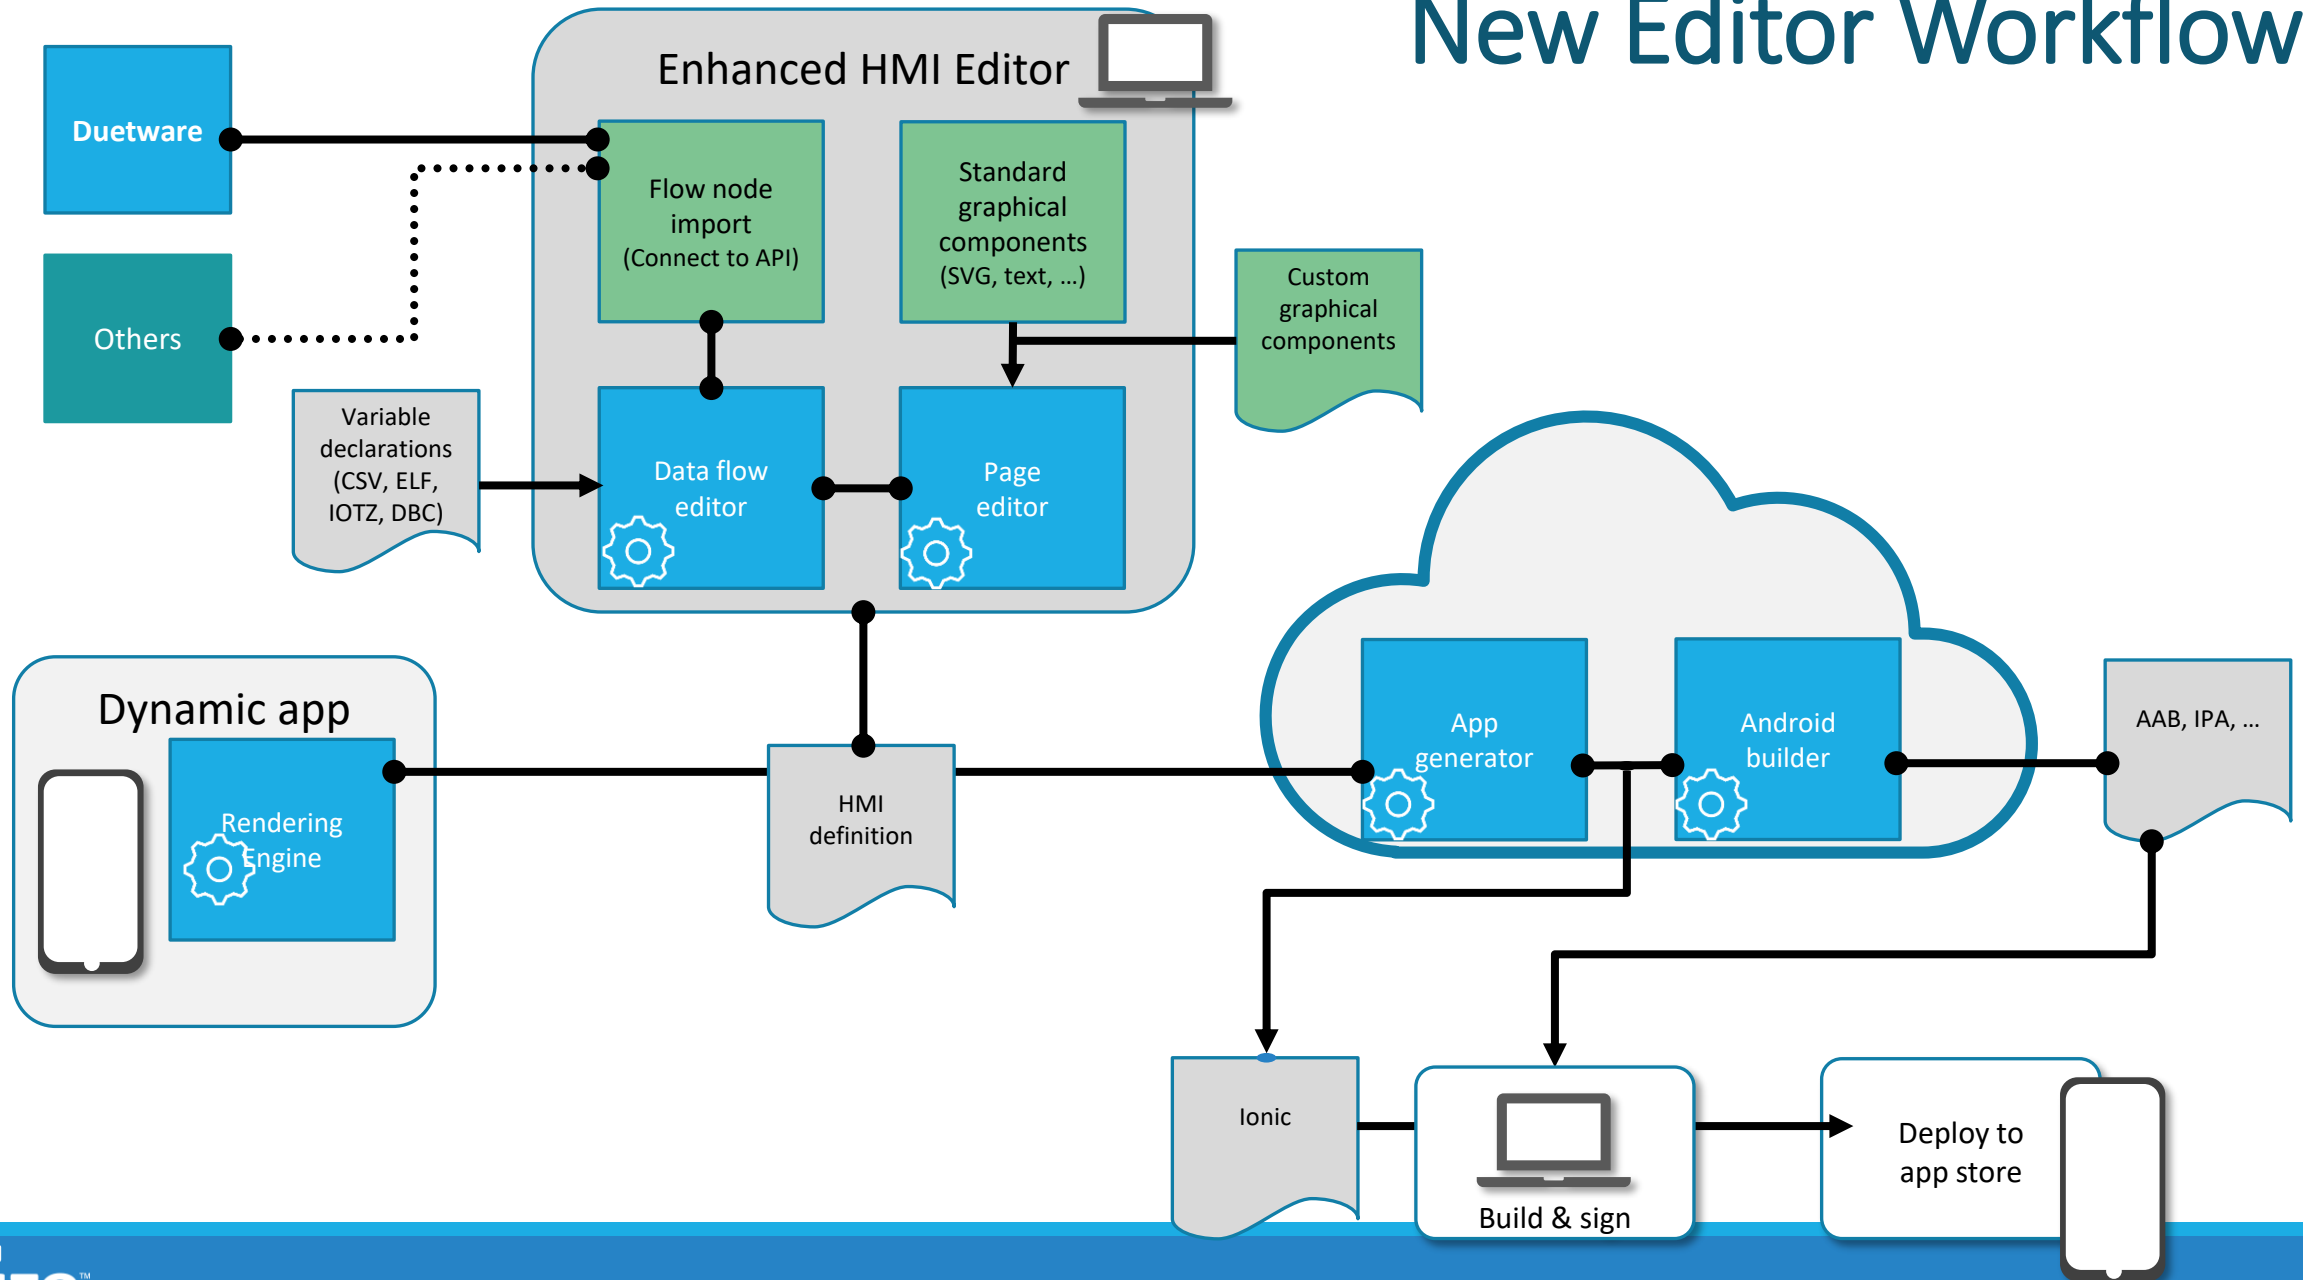 New Editor Workflow
Enhanced HMI Editor
Duetware
Flow node
import
(Connect to API)
Standard
graphical
components
(SVG, text, …)
Custom
graphical
components
Others
Variable
declarations
(CSV, ELF,
IOTZ, DBC)
Data flow
editor
Page
editor
Dynamic app
Rendering
Engine
HMI
definition
App
generator
Android
builder
AAB, IPA, …
Ionic
Build & sign
Deploy to
app store